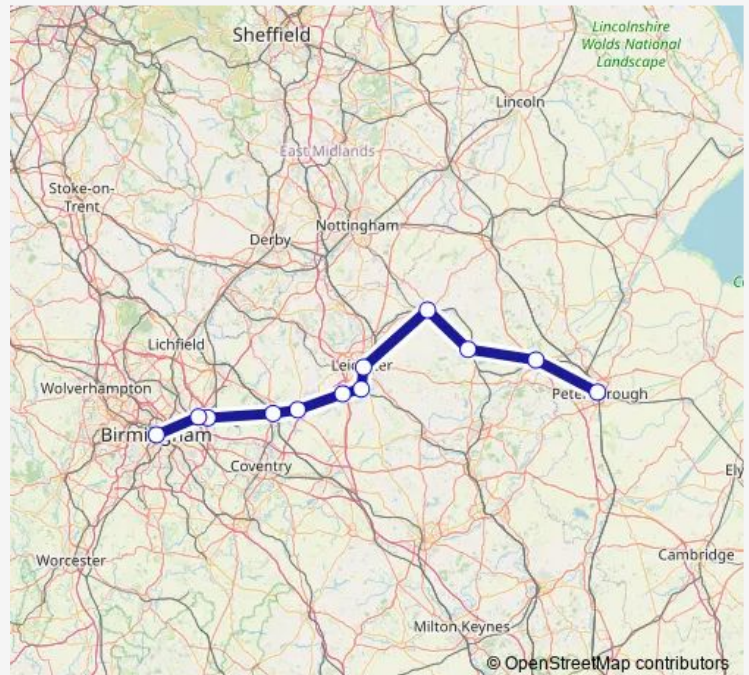 Sheffield
Lincolnshire
Wolds National
Landscape
Lincoln
East Midlands
Stoke-on-
Trent
Nottingham
Derby
Lichfield
Leicester
Wolverhampton
Peterborough
Birmingham
Coventry
Ely
Worcester
Cambridge
Milton Keynes
© OpenStreetMap contributors